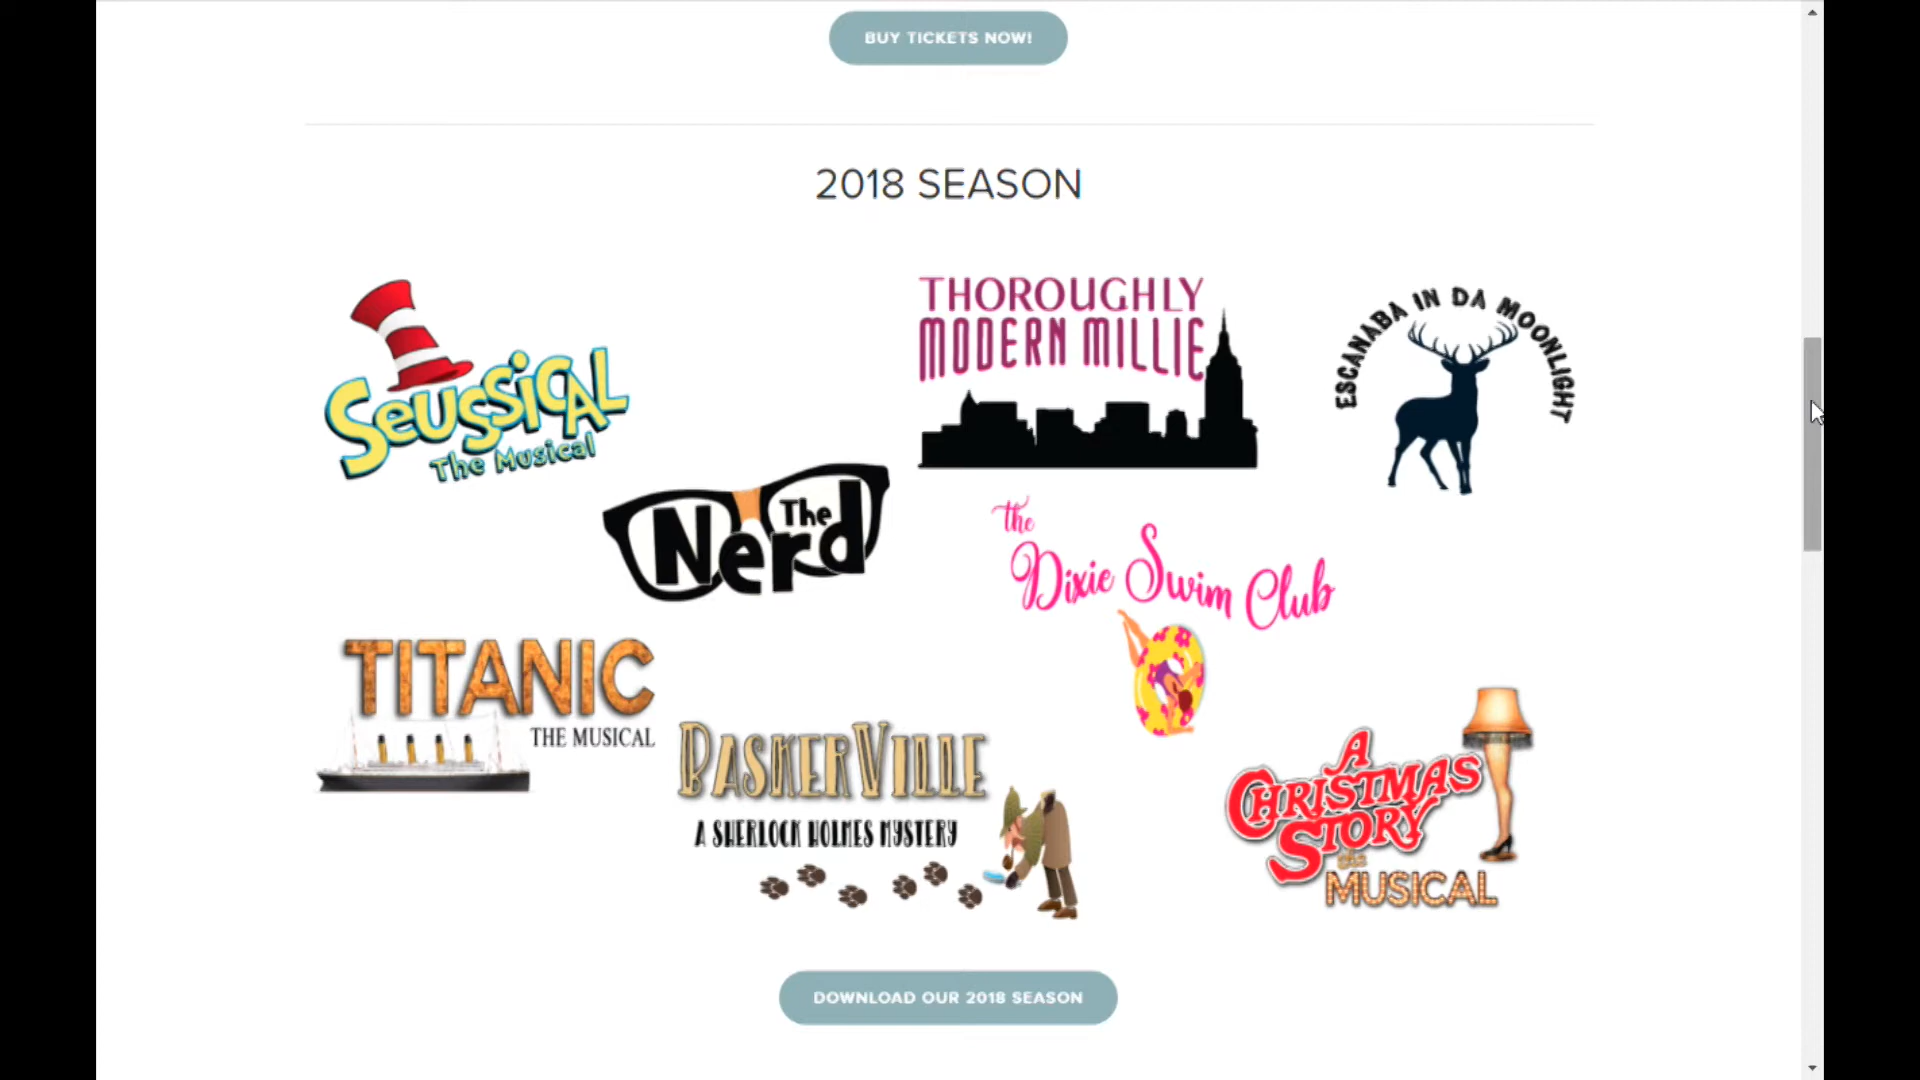 BUY TICKETS NOW!
2018 SEASON
SEUSSICAL
The Musical
THOROUGHLY
MODERN MILLIE
ESCANABA IN DA MOONLIGHT
The
Nerd
the
Dixie Swim Club
TITANIC
THE MUSICAL
BASKERVILLE
A SHERLOCK HOLMES MYSTERY
A
CHRISTMAS
STORY
the
MUSICAL
DOWNLOAD OUR 2018 SEASON